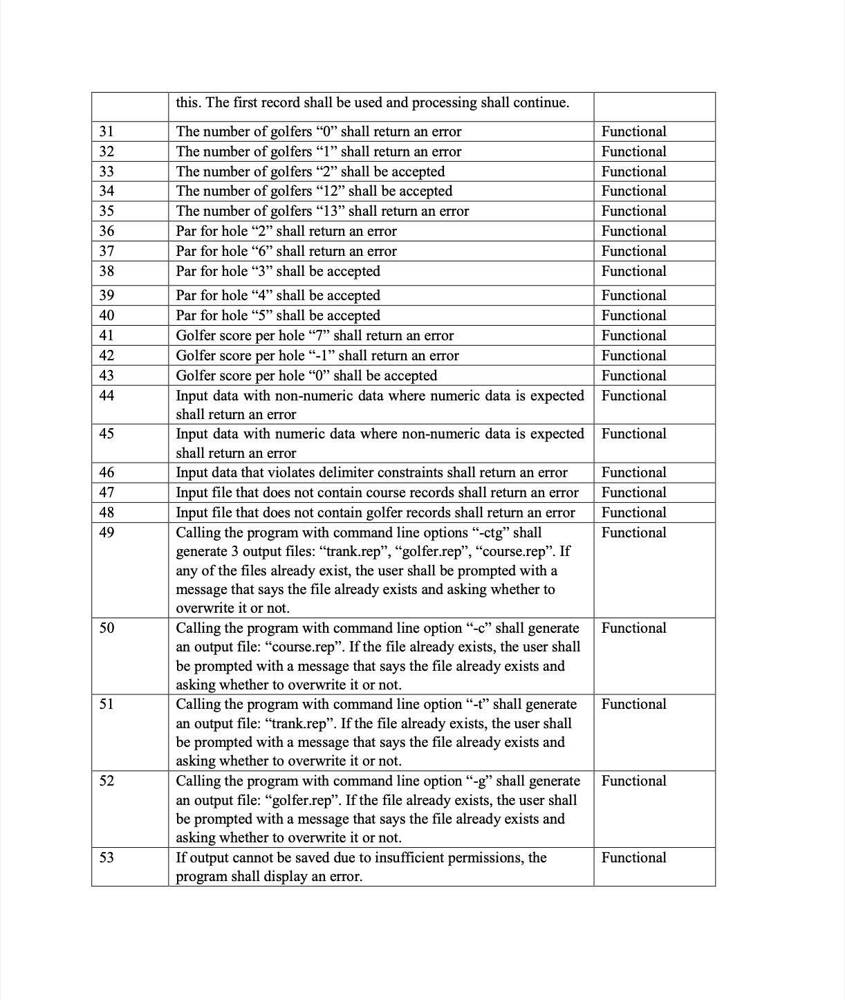 this. The first record shall be used and processing shall continue.
31 The number of golfers “0” shall return an error Functional
32 The number of golfers “1” shall return an error Functional
33 The number of golfers “2” shall be accepted Functional
34 The number of golfers “12” shall be accepted Functional
35 The number of golfers “13” shall return an error Functional
36 Par for hole “2” shall return an error Functional
37 Par for hole “6” shall return an error Functional
38 Par for hole “3” shall be accepted Functional
39 Par for hole “4” shall be accepted Functional
40 Par for hole “5” shall be accepted Functional
41 Golfer score per hole “7” shall return an error Functional
42 Golfer score per hole “-1” shall return an error Functional
43 Golfer score per hole “0” shall be accepted Functional
44 Input data with non-numeric data where numeric data is expected Functional
shall return an error
45 Input data with numeric data where non-numeric data is expected Functional
shall return an error
46 Input data that violates delimiter constraints shall return an error Functional
47 Input file that does not contain course records shall return an error Functional
48 Input file that does not contain golfer records shall return an error Functional
49 Calling the program with command line options “-ctg” shall Functional
generate 3 output files: “trank.rep”, “golfer.rep”, “course.rep”. If
any of the files already exist, the user shall be prompted with a
message that says the file already exists and asking whether to
overwrite it or not.
50 Calling the program with command line option “-c” shall generate Functional
an output file: “course.rep”. If the file already exists, the user shall
be prompted with a message that says the file already exists and
asking whether to overwrite it or not.
51 Calling the program with command line option “-t” shall generate Functional
an output file: “trank.rep”. If the file already exists, the user shall
be prompted with a message that says the file already exists and
asking whether to overwrite it or not.
52 Calling the program with command line option “-g” shall generate Functional
an output file: “golfer.rep”. If the file already exists, the user shall
be prompted with a message that says the file already exists and
asking whether to overwrite it or not.
53 If output cannot be saved due to insufficient permissions, the Functional
program shall display an error.